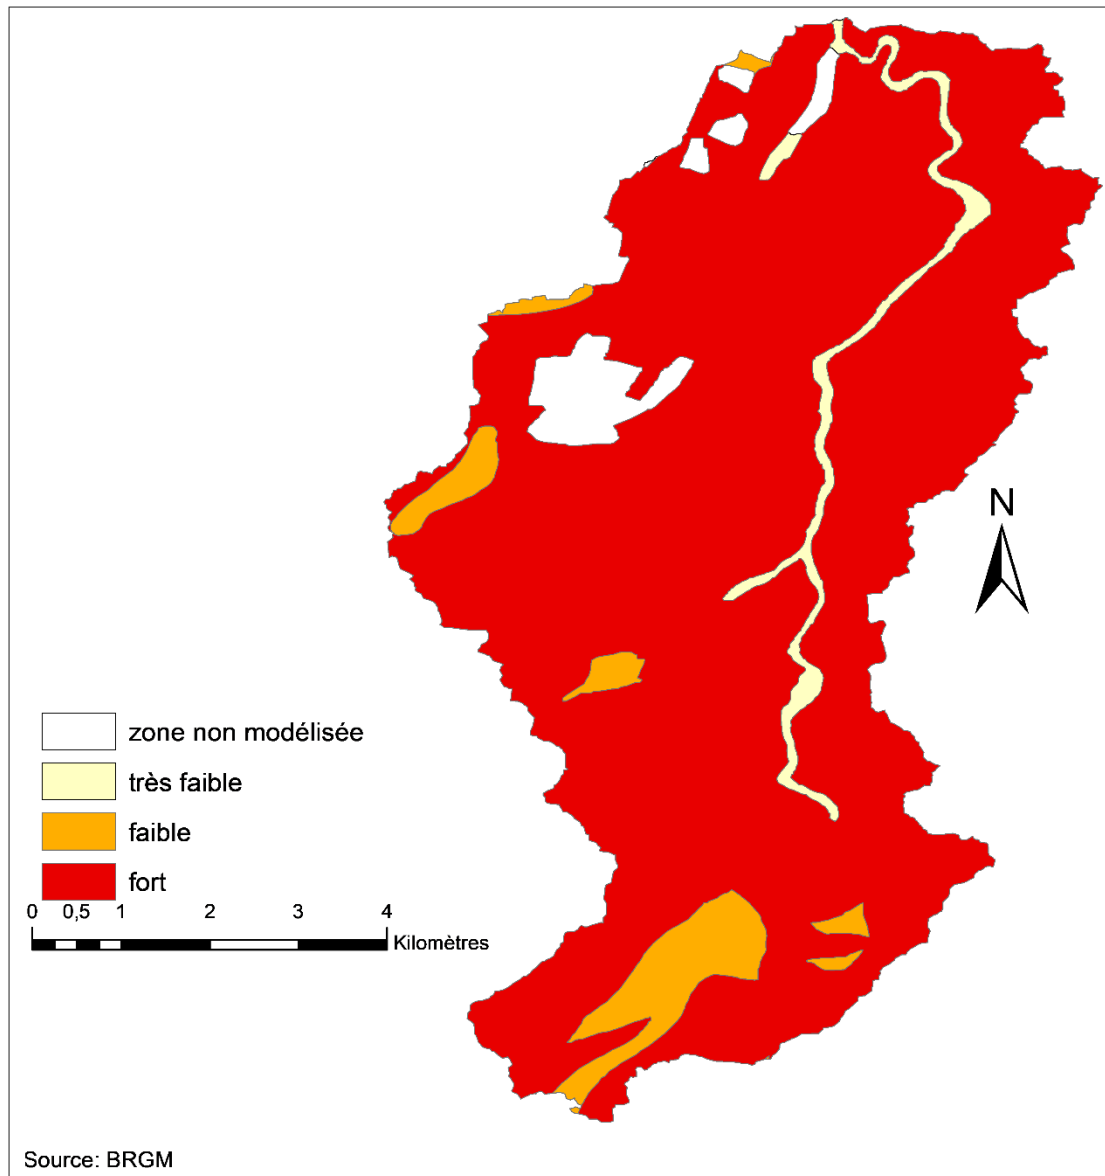 N
zone non modélisée
très faible
faible
fort
0 0,5 1 2 3 4
Kilomètres
Source: BRGM